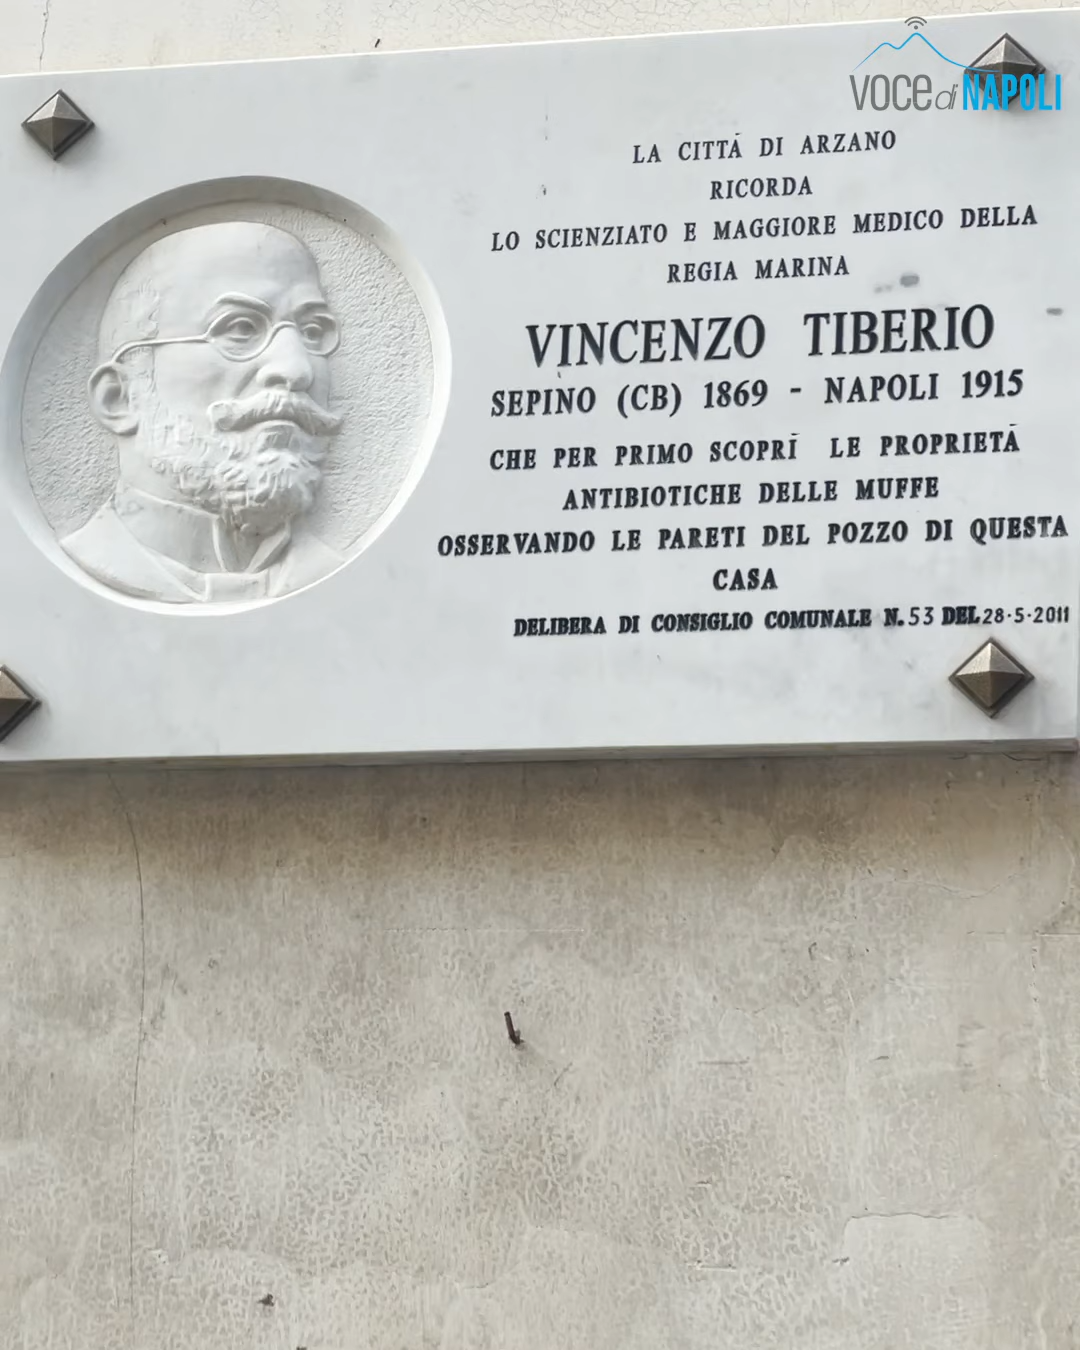 VOCE di NAPOLI
LA CITTÀ DI ARZANO
RICORDA
LO SCIENZIATO E MAGGIORE MEDICO DELLA
REGIA MARINA
VINCENZO TIBERIO
SEPINO (CB) 1869 - NAPOLI 1915
CHE PER PRIMO SCOPRÌ LE PROPRIETÀ
ANTIBIOTICHE DELLE MUFFE
OSSERVANDO LE PARETI DEL POZZO DI QUESTA
CASA
DELIBERA DI CONSIGLIO COMUNALE N. 53 DEL 28·5·2011